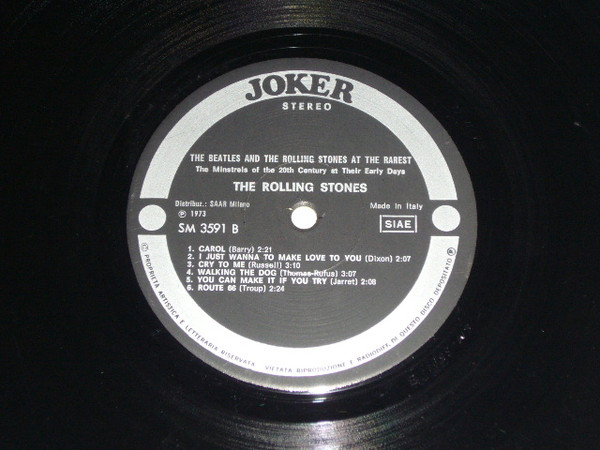 JOKER
STEREO
THE BEATLES AND THE ROLLING STONES AT THE RAREST
The Minstrels of the 20th Century at Their Early Days
THE ROLLING STONES
Distribuz.: SAAR Milano
Made in Italy
Ⓟ 1973
SM 3591 B
SIAE
1. CAROL (Barry) 2:21
2. I JUST WANNA TO MAKE LOVE TO YOU (Dixon) 2:07
3. CRY TO ME (Russell) 3:10
4. WALKING THE DOG (Thomas-Rufua) 3:07
5. YOU CAN MAKE IT IF YOU TRY (Jarret) 2:08
6. ROUTE 66 (Troup) 2:24
© PROPRIETÀ ARTISTICA E LETTERARIA RISERVATA - VIETATA RIPRODUZIONE E RADIODIFF. DI QUESTO DISCO DEPOSITATO Ⓟ